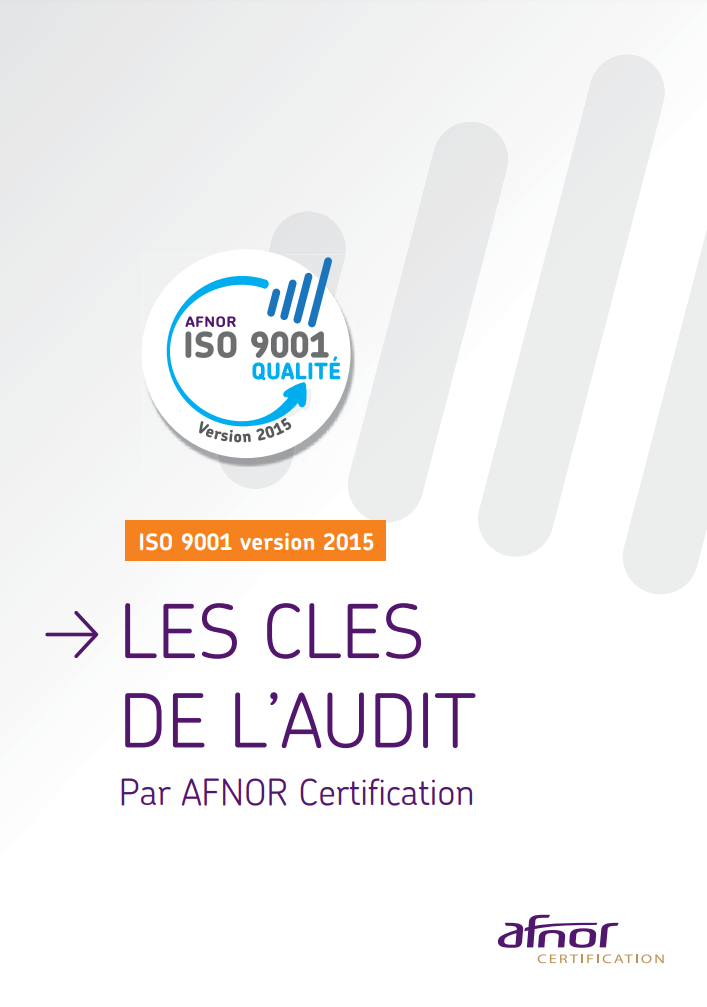 AFNOR
ISO 9001
QUALITÉ
Version 2015
ISO 9001 version 2015
LES CLES
DE L'AUDIT
Par AFNOR Certification
afnor
CERTIFICATION